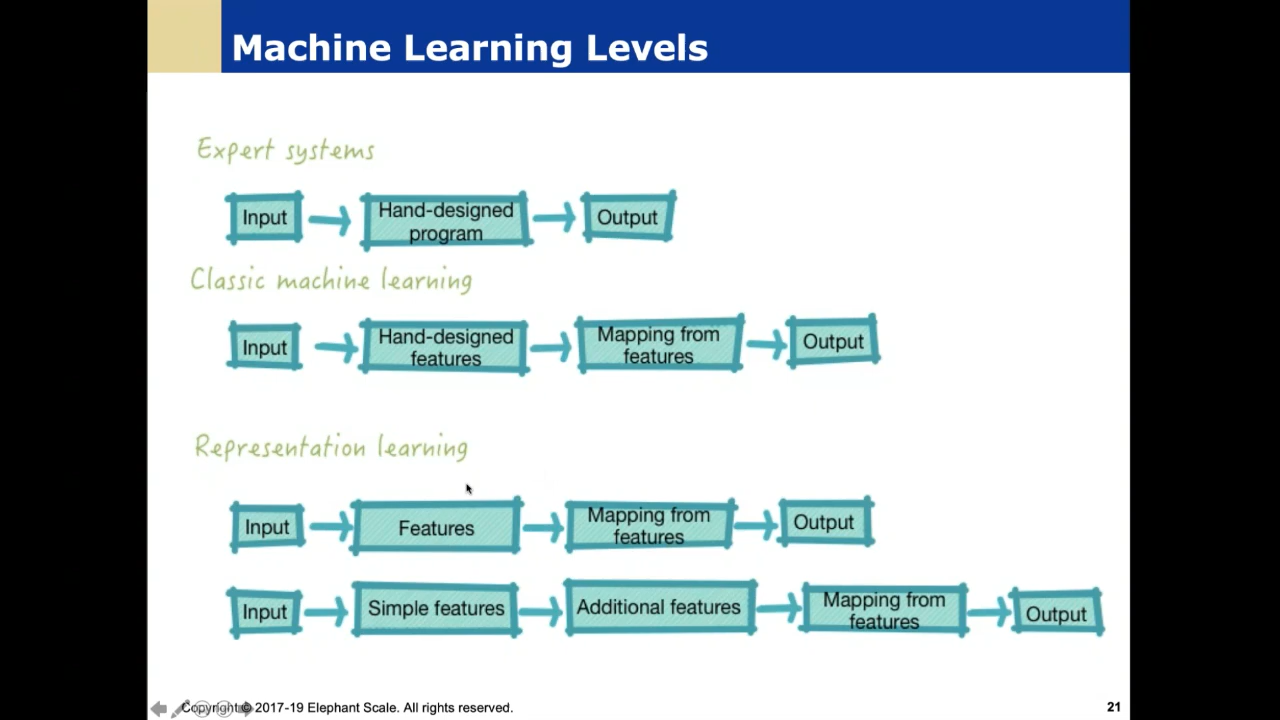 Machine Learning Levels
Expert systems
Input
Hand-designed
program
Output
Classic machine learning
Input
Hand-designed
features
Mapping from
features
Output
Representation learning
Input
Features
Mapping from
features
Output
Input
Simple features
Additional features
Mapping from
features
Output
Copyright © 2017-19 Elephant Scale. All rights reserved.
21